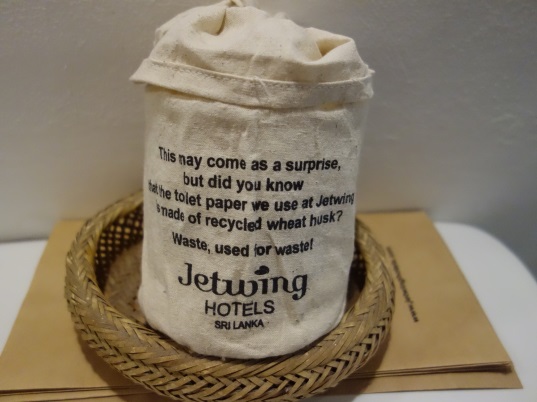 This may come as a surprise,
but did you know
that the tolet paper we use at Jetwing
is made of recycled wheat husk?
Waste, used for waste!
Jetwing
HOTELS
SRI LANKA